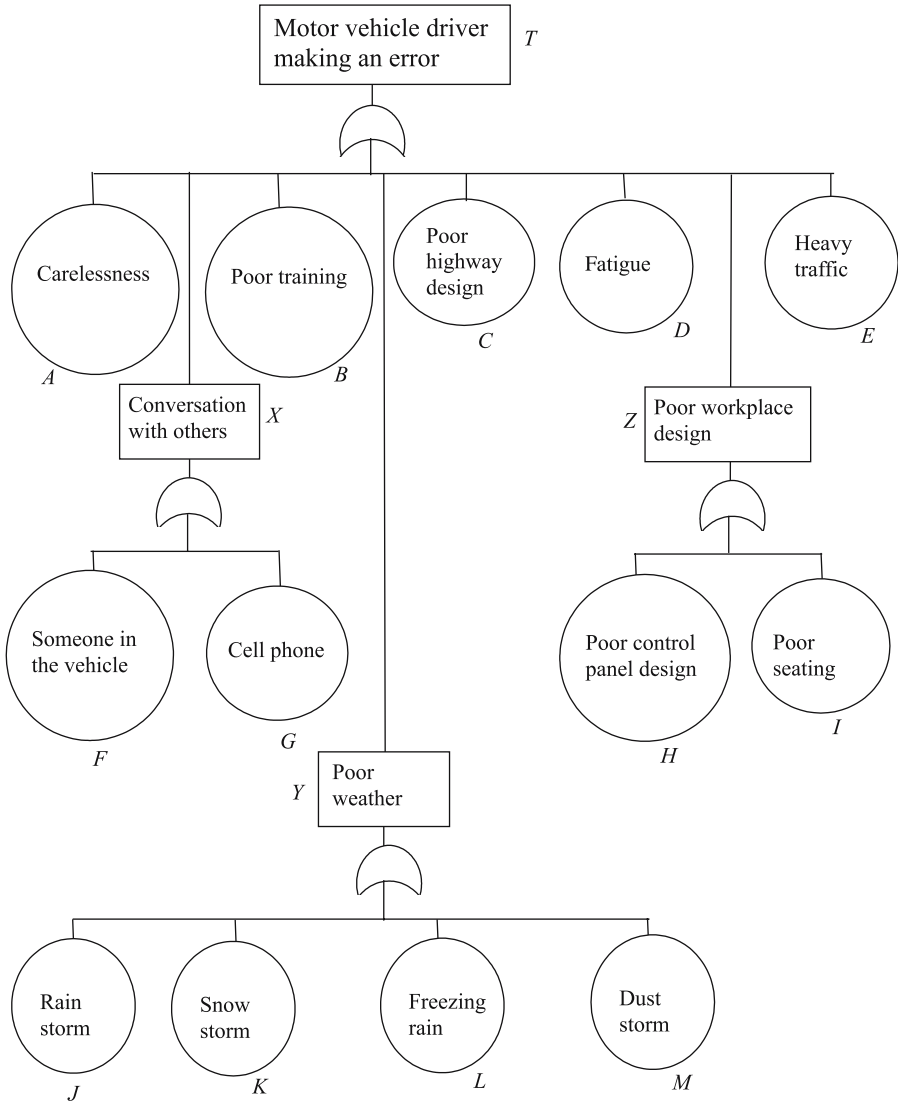 Motor vehicle driver
making an error
T
Carelessness
A
Poor training
B
Poor
highway
design
C
Fatigue
D
Heavy
traffic
E
Conversation
with others
X
Z
Poor workplace
design
Someone in
the vehicle
F
Cell phone
G
Poor control
panel design
H
Poor
seating
I
Y
Poor
weather
Rain
storm
J
Snow
storm
K
Freezing
rain
L
Dust
storm
M